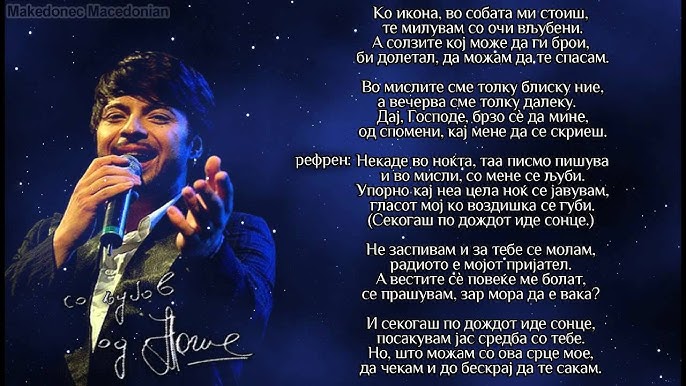 Makedonec Macedonian
Ко икона, во собата ми стоиш,
те милувам со очи вљубени.
А солзите кој може да ги брои,
би долетал, да можам да те спасам.
Во мислите сме толку блиску ние,
а вечерва сме толку далеку.
Дај, Господе, брзо сѐ да мине,
од спомени, кај мене да се скриеш.
рефрен: Некаде во ноќта, таа писмо пишува
и во мисли, со мене се љуби.
Упорно кај неа цела ноќ се јавувам,
гласот мој ко воздишка се губи.
(Секогаш по дождот иде сонце.)
Не заспивам и за тебе се молам,
радиото е мојот пријател.
А вестите сѐ повеќе ме болат,
се прашувам, зар мора да е вака?
И секогаш по дождот иде сонце,
посакувам јас средба со тебе.
Но, што можам со ова срце мое,
да чекам и до бескрај да те сакам.
со љубов
од Тоше